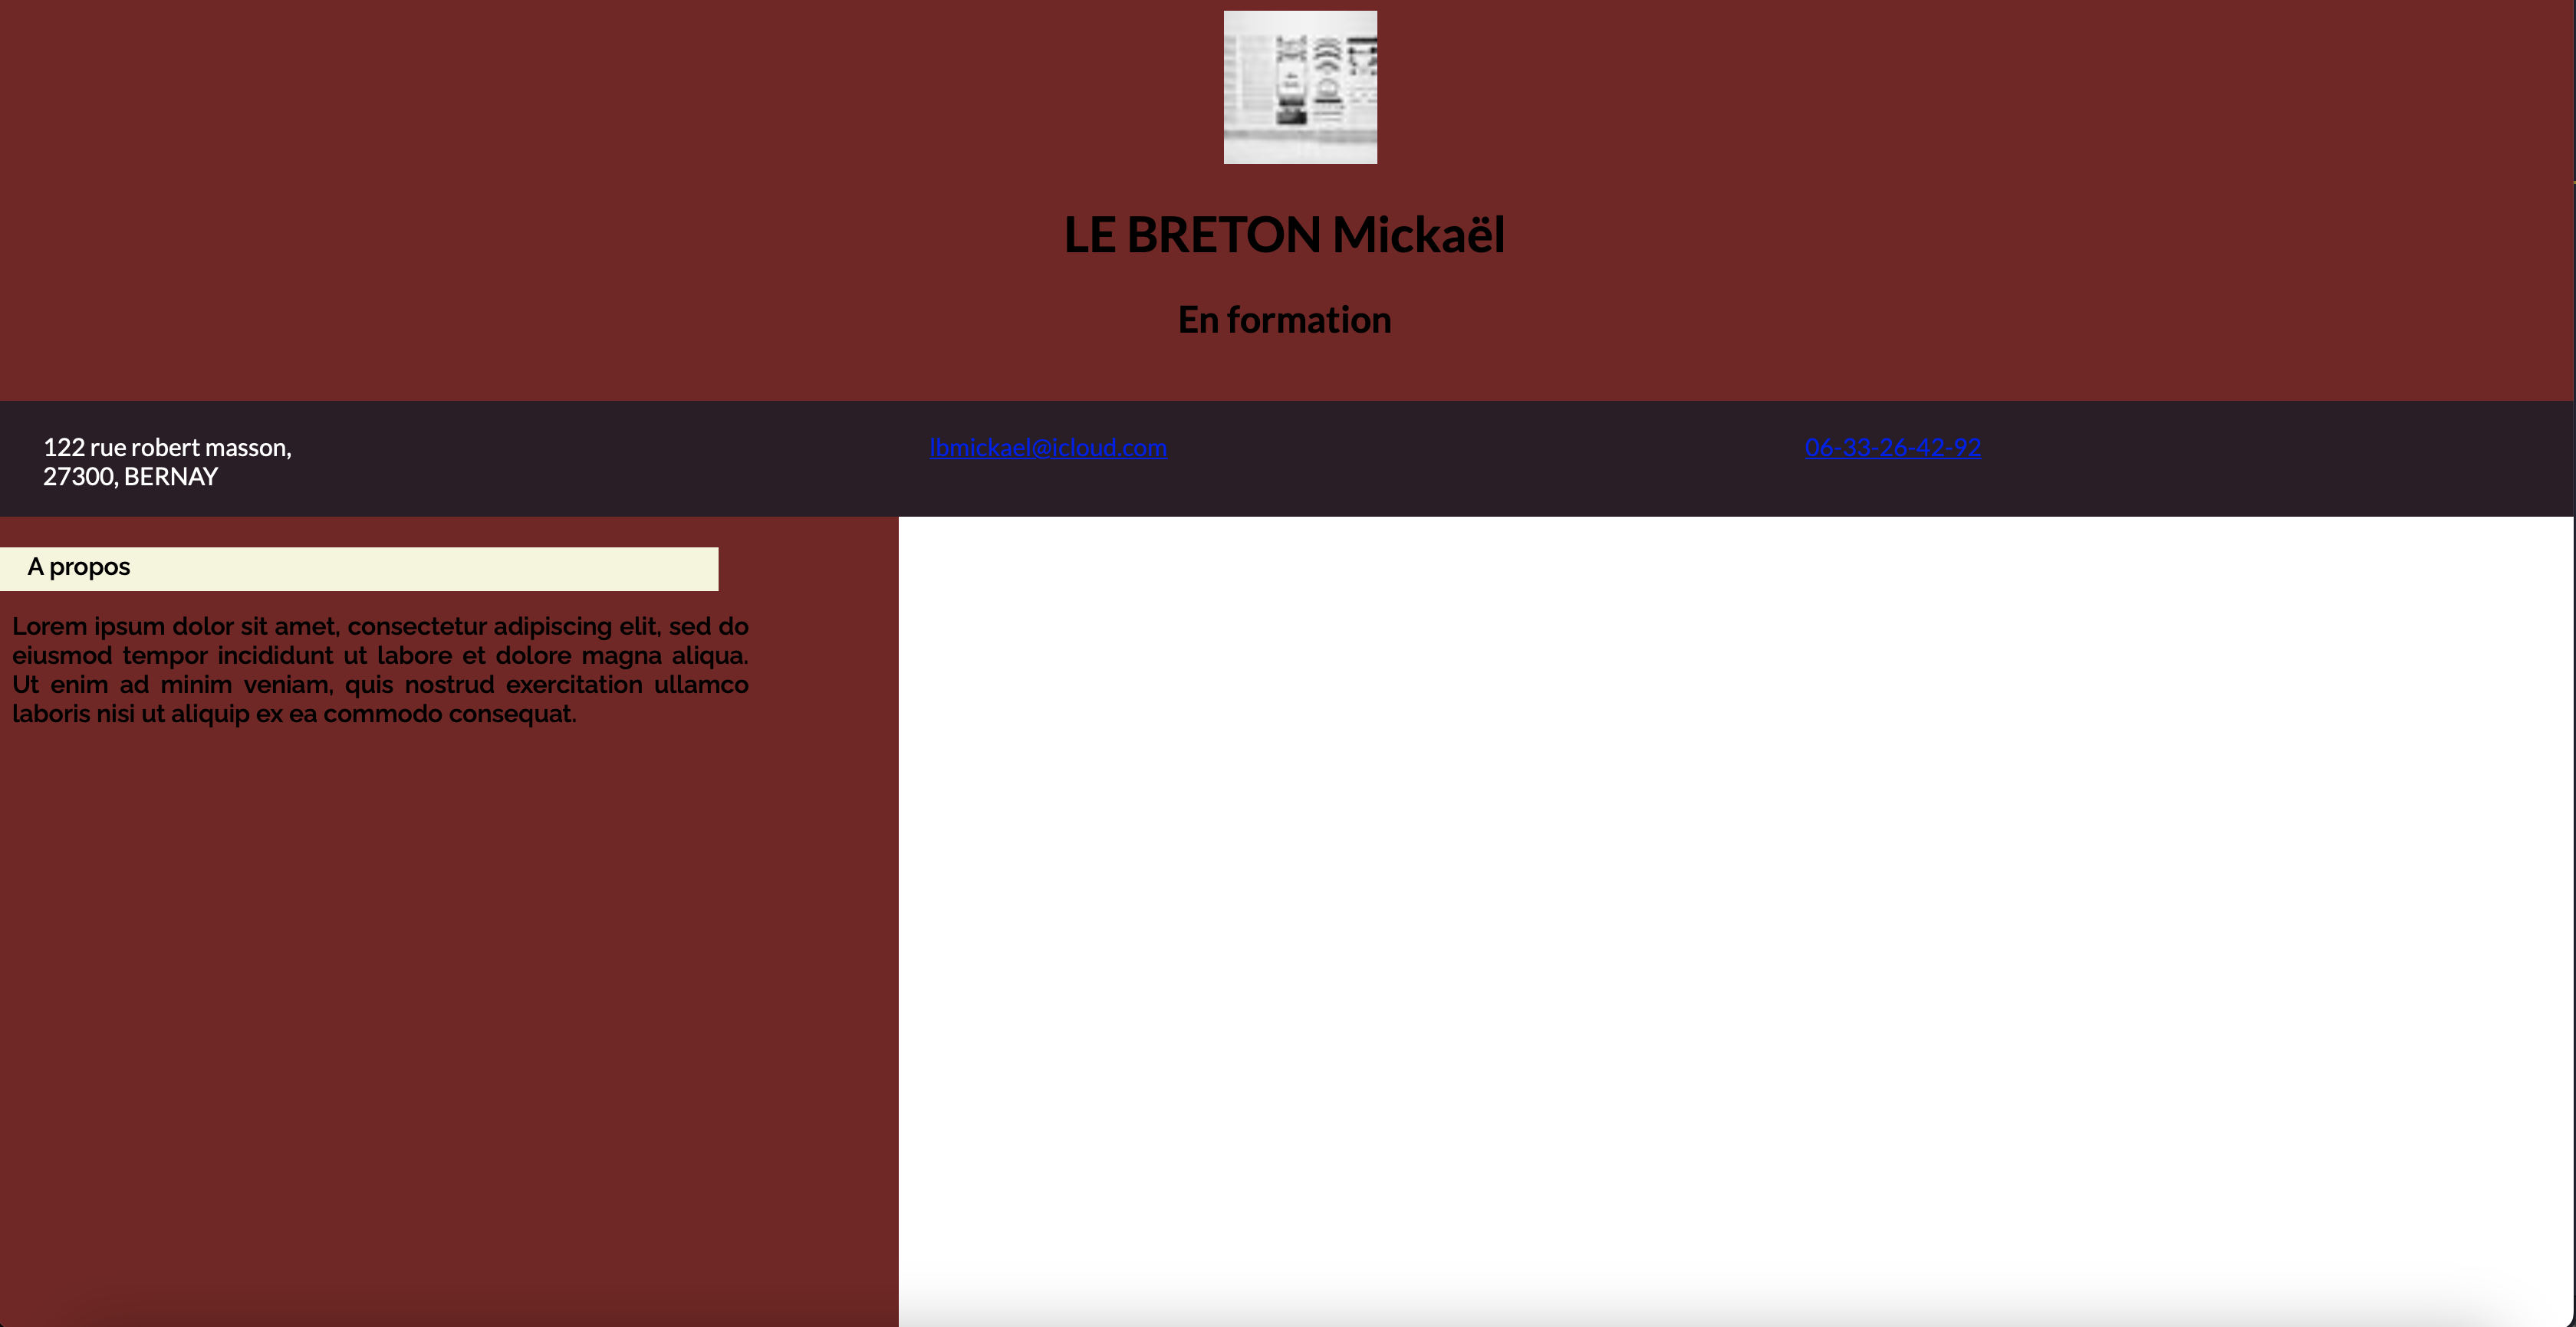 LE BRETON Mickaël
En formation
122 rue robert masson,
27300, BERNAY
lbmickael@icloud.com
06-33-26-42-92
A propos
Lorem ipsum dolor sit amet, consectetur adipiscing elit, sed do
eiusmod tempor incididunt ut labore et dolore magna aliqua.
Ut enim ad minim veniam, quis nostrud exercitation ullamco
laboris nisi ut aliquip ex ea commodo consequat.